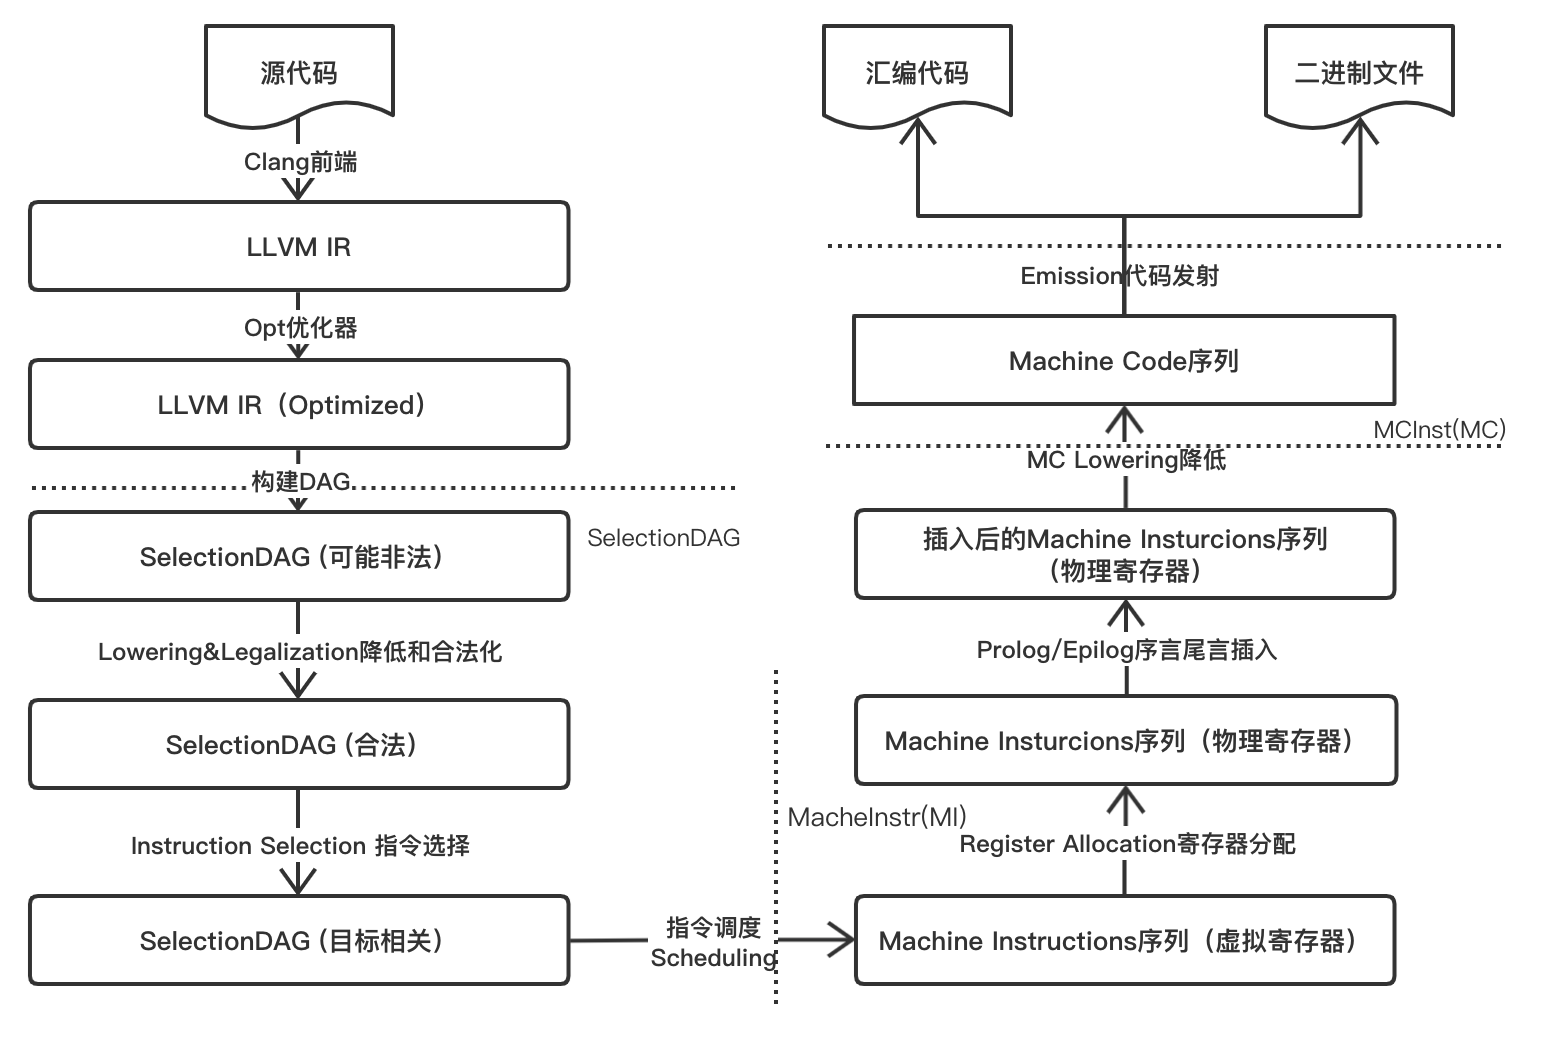 源代码
Clang前端
LLVM IR
Opt优化器
LLVM IR（Optimized）
构建DAG
SelectionDAG
SelectionDAG (可能非法）
Lowering&Legalization降低和合法化
SelectionDAG (合法）
Instruction Selection 指令选择
SelectionDAG (目标相关）
指令调度
Scheduling
MacheInstr(MI)
Machine Instructions序列（虚拟寄存器）
Register Allocation寄存器分配
Machine Insturcions序列（物理寄存器）
Prolog/Epilog序言尾言插入
插入后的Machine Insturcions序列
（物理寄存器）
MC Lowering降低
MCInst(MC)
Machine Code序列
Emission代码发射
汇编代码
二进制文件